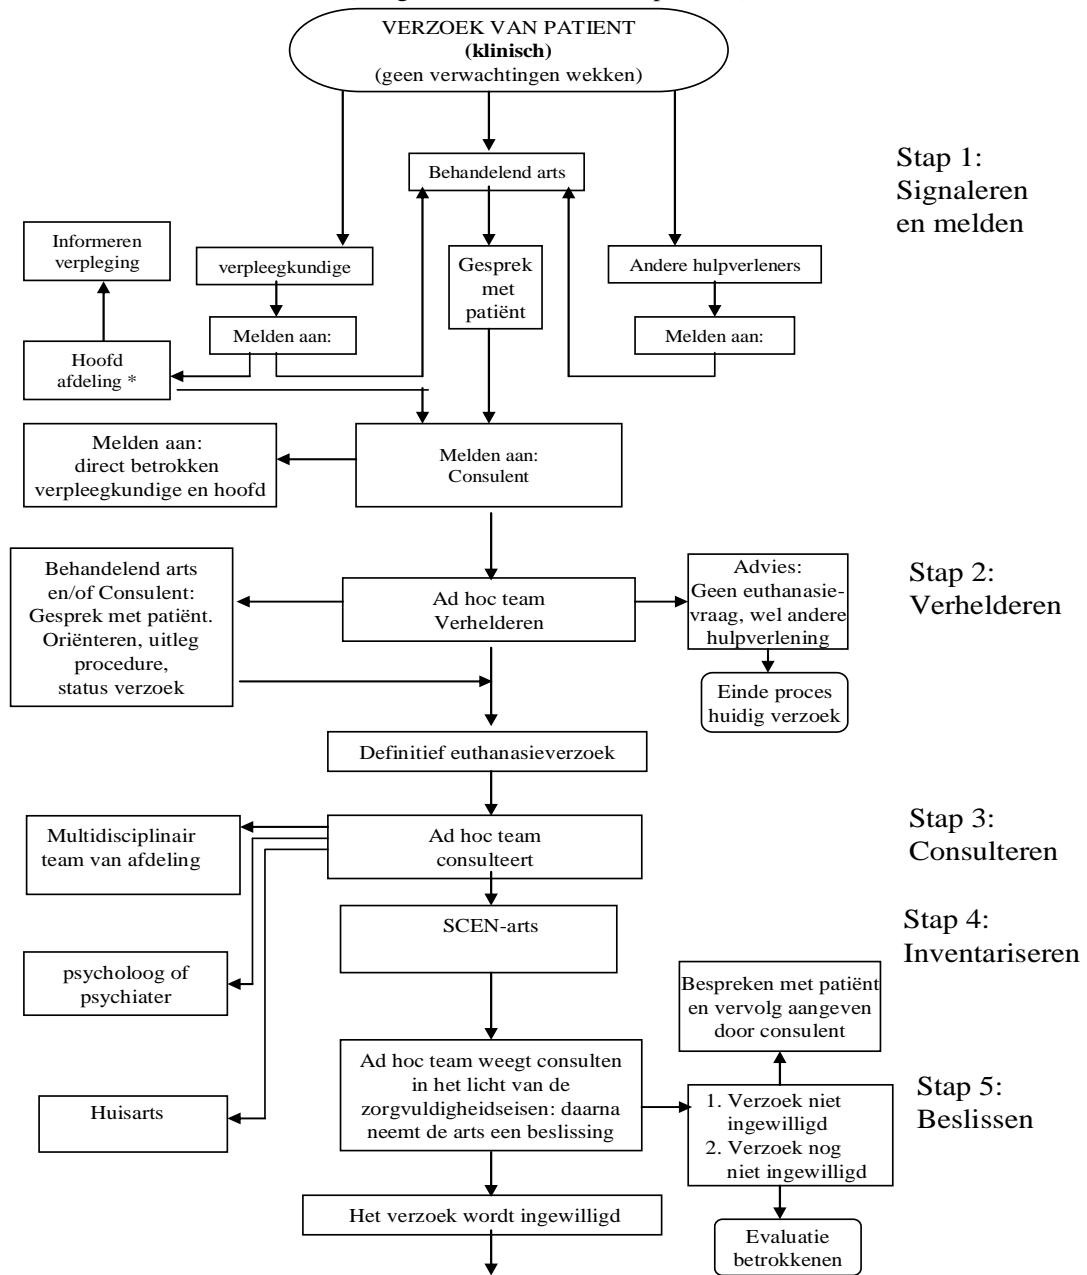 VERZOEK VAN PATIENT
(klinisch)
(geen verwachtingen wekken)
Behandelend arts
Stap 1:
Signaleren
en melden
Informeren
verpleging
verpleegkundige
Gesprek
met
patiënt
Andere hulpverleners
Melden aan:
Melden aan:
Hoofd
afdeling *
Melden aan:
direct betrokken
verpleegkundige en hoofd
Melden aan:
Consulent
Behandelend arts
en/of Consulent:
Gesprek met patiënt.
Oriënteren, uitleg
procedure,
status verzoek
Ad hoc team
Verhelderen
Advies:
Geen euthanasie-
vraag, wel andere
hulpverlening
Stap 2:
Verhelderen
Einde proces
huidig verzoek
Definitief euthanasieverzoek
Multidisciplinair
team van afdeling
Ad hoc team
consulteert
Stap 3:
Consulteren
SCEN-arts
Stap 4:
Inventariseren
psycholoog of
psychiater
Bespreken met patiënt
en vervolg aangeven
door consulent
Huisarts
Ad hoc team weegt consulten
in het licht van de
zorgvuldigheidseisen: daarna
neemt de arts een beslissing
1. Verzoek niet
ingewilligd
2. Verzoek nog
niet ingewilligd
Stap 5:
Beslissen
Het verzoek wordt ingewilligd
Evaluatie
betrokkenen